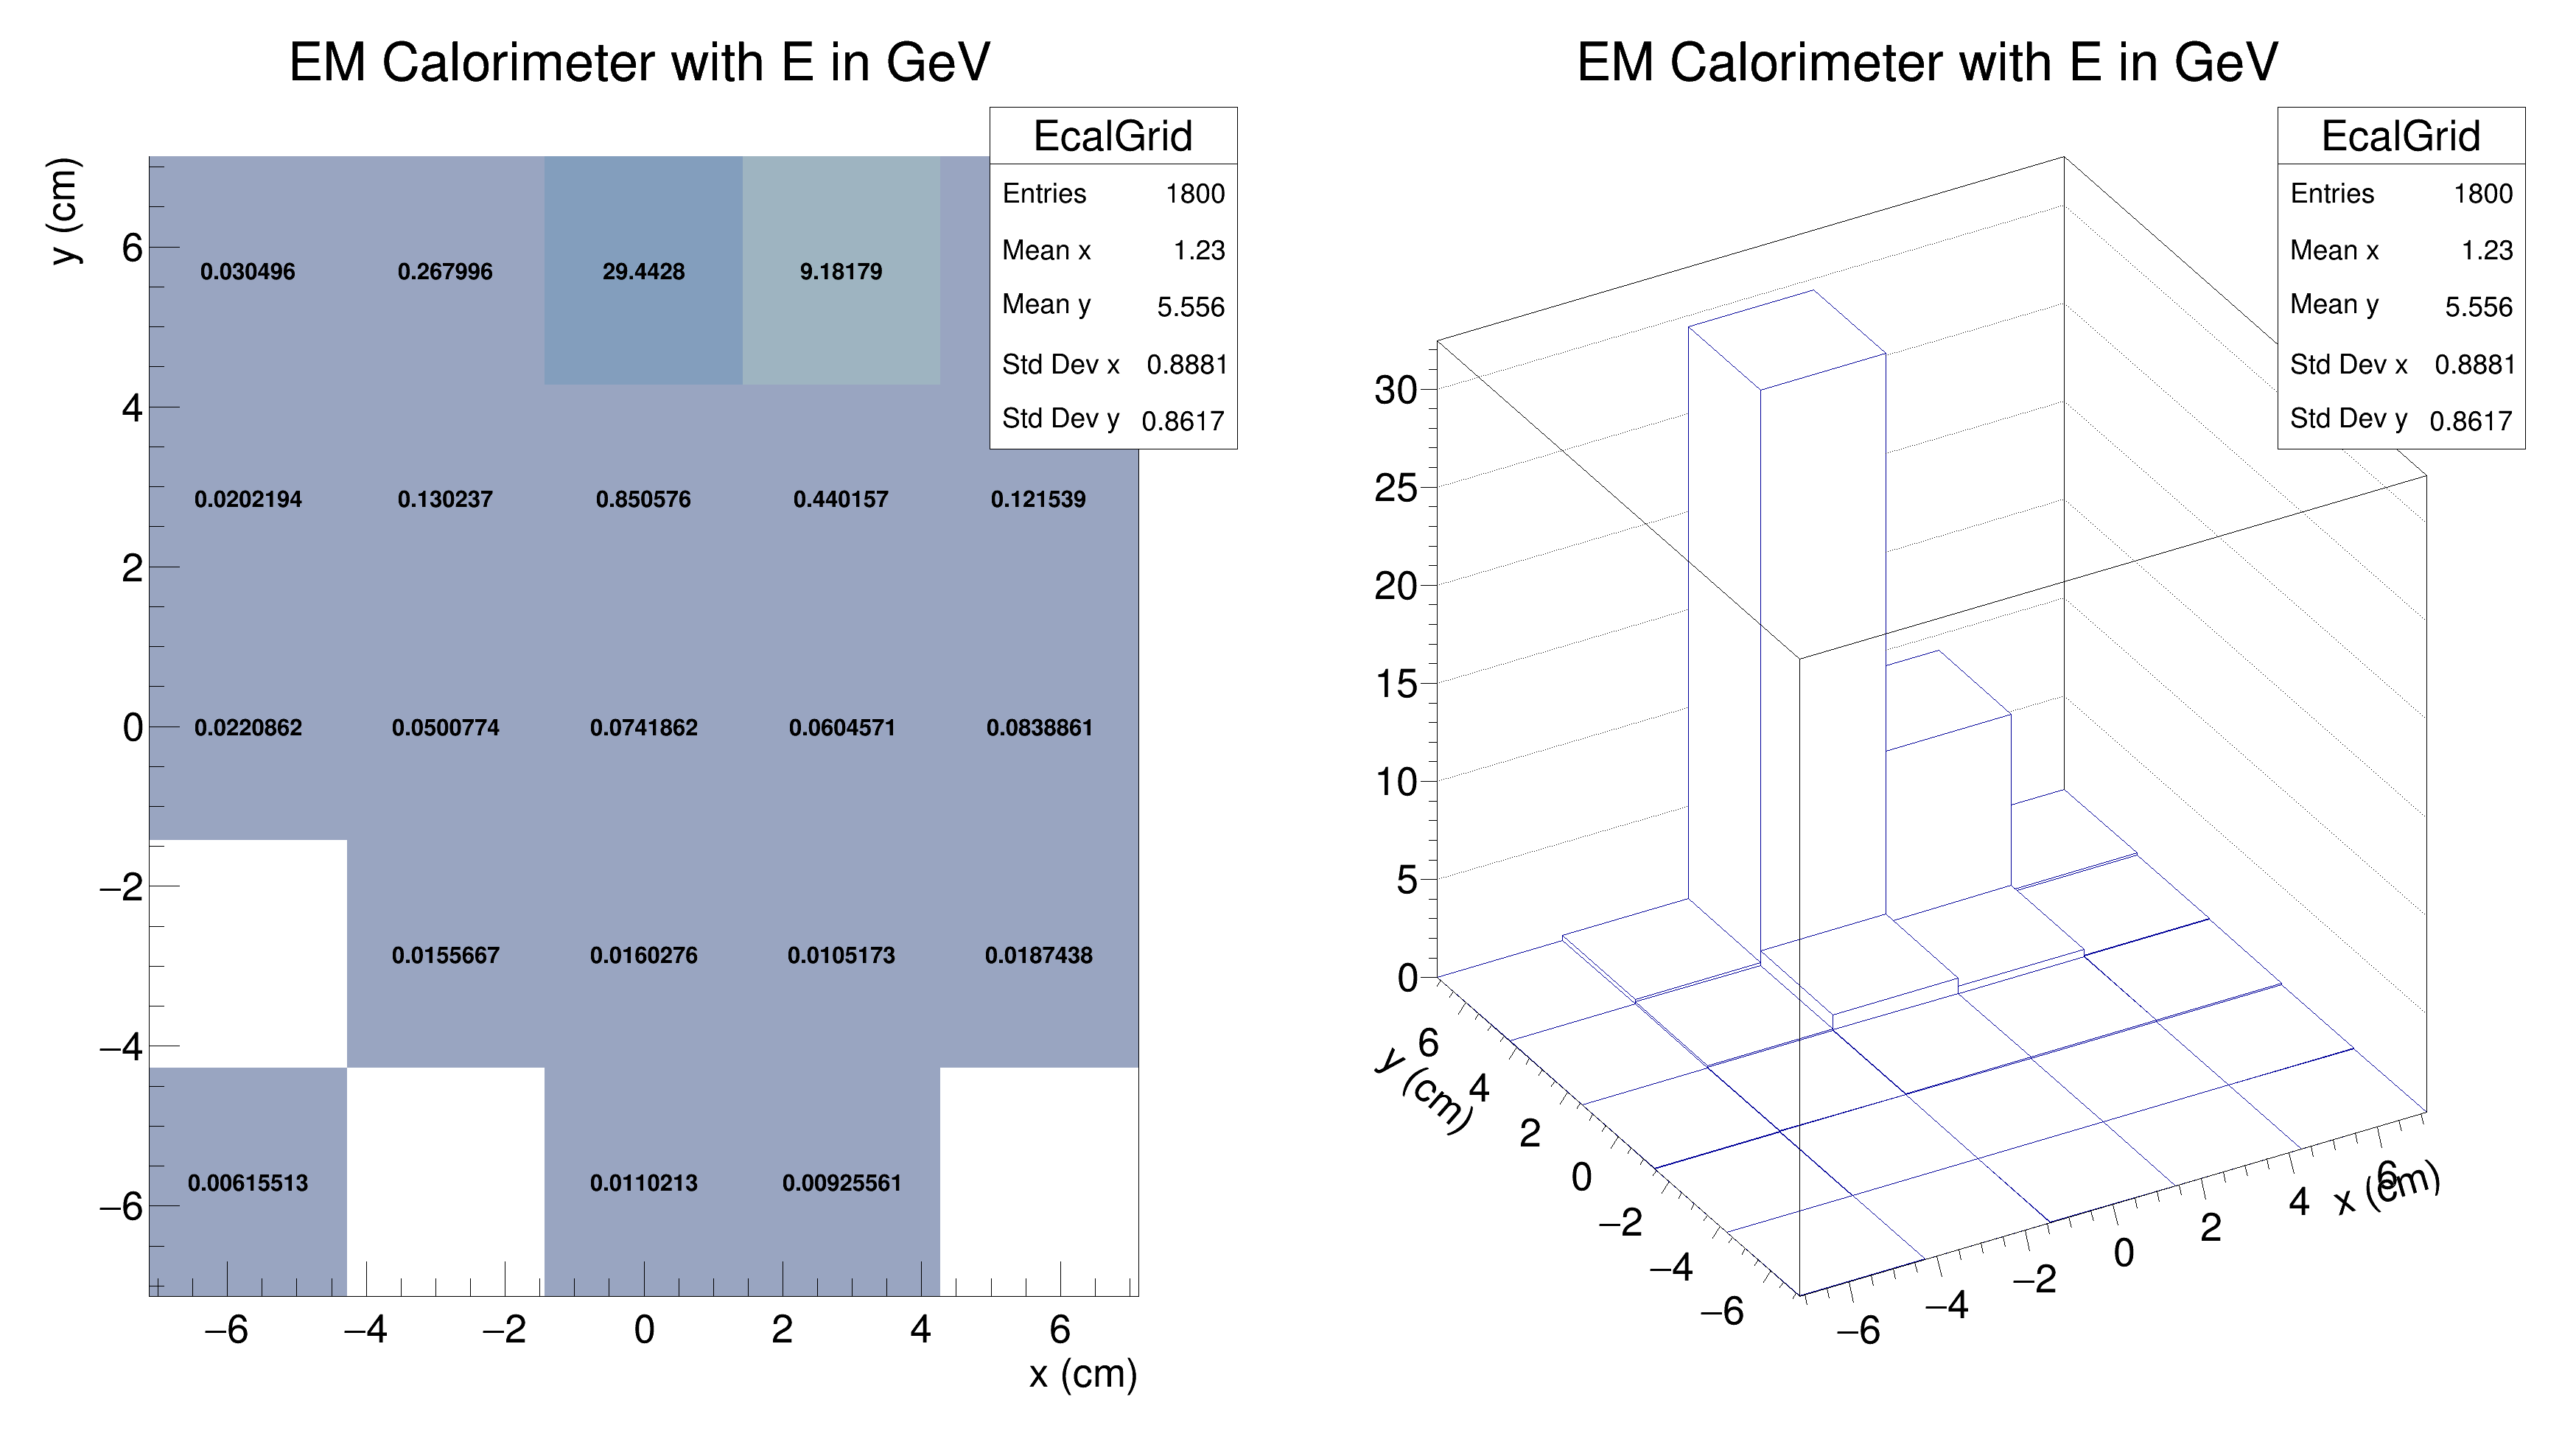 EM Calorimeter with E in GeV
EcalGrid
Entries 1800
Mean x 1.23
Mean y 5.556
Std Dev x 0.8881
Std Dev y 0.8617
y (cm)
6
4
2
0
−2
−4
−6
0.030496 0.267996 29.4428 9.18179
0.0202194 0.130237 0.850576 0.440157 0.121539
0.0220862 0.0500774 0.0741862 0.0604571 0.0838861
0.0155667 0.0160276 0.0105173 0.0187438
0.00615513 0.0110213 0.00925561
−6 −4 −2 0 2 4 6
x (cm)
EM Calorimeter with E in GeV
EcalGrid
Entries 1800
Mean x 1.23
Mean y 5.556
Std Dev x 0.8881
Std Dev y 0.8617
30
25
20
15
10
5
0
6
4
2
0
−2
−4
−6
y (cm)
−6 −4 −2 0 2 4 6
x (cm)